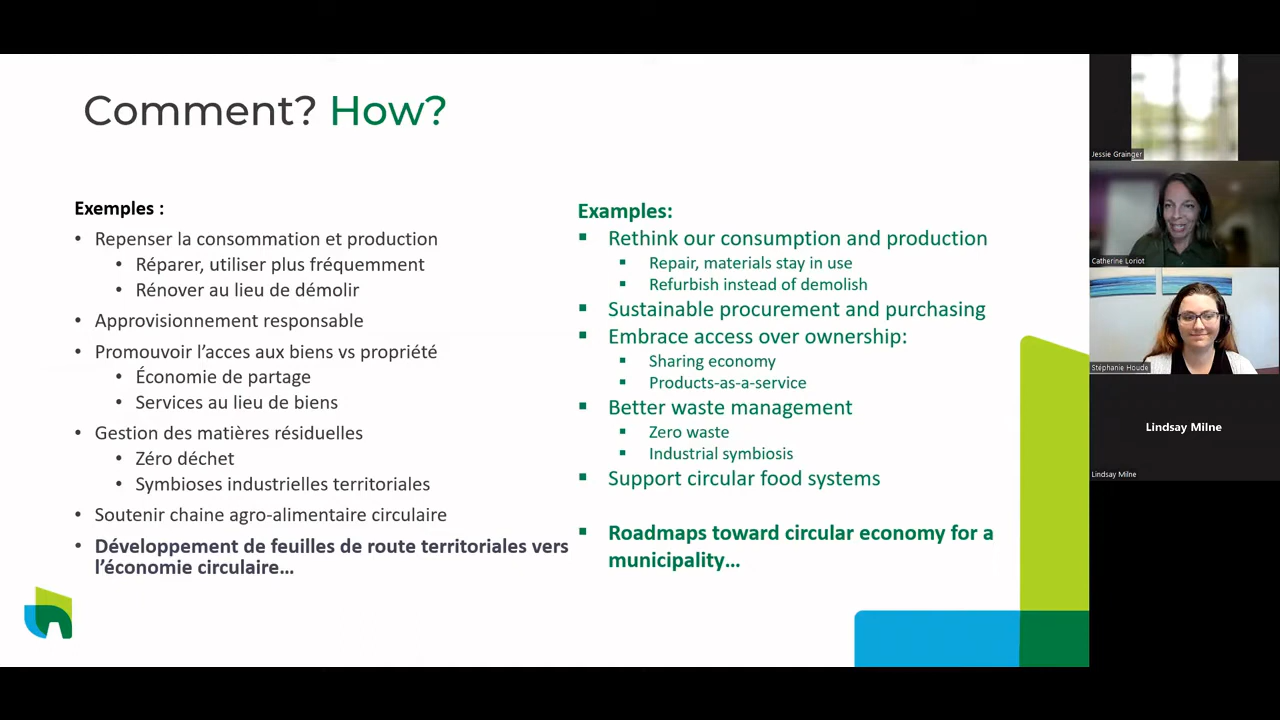 Comment? How?
Exemples :
• Repenser la consommation et production
• Réparer, utiliser plus fréquemment
• Rénover au lieu de démolir
• Approvisionnement responsable
• Promouvoir l'acces aux biens vs propriété
• Économie de partage
• Services au lieu de biens
• Gestion des matières résiduelles
• Zéro déchet
• Symbioses industrielles territoriales
• Soutenir chaine agro-alimentaire circulaire
• Développement de feuilles de route territoriales vers
l'économie circulaire...
Examples:
▪ Rethink our consumption and production
▪ Repair, materials stay in use
▪ Refurbish instead of demolish
▪ Sustainable procurement and purchasing
▪ Embrace access over ownership:
▪ Sharing economy
▪ Products-as-a-service
▪ Better waste management
▪ Zero waste
▪ Industrial symbiosis
▪ Support circular food systems
▪ Roadmaps toward circular economy for a
municipality...
Jessie Grainger
Catherine Loriot
Stéphanie Houde
Lindsay Milne
Lindsay Milne